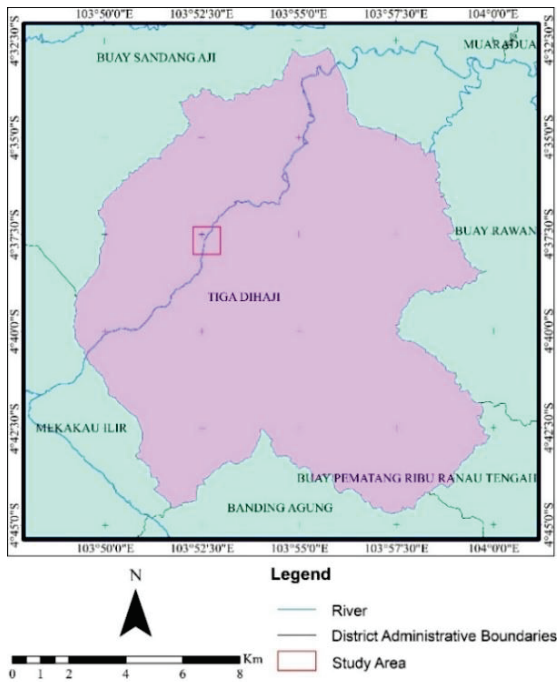 103°50'0"E 103°52'30"E 103°55'0"E 103°57'30"E 104°0'0"E
4°32'30"S 4°32'30"S
MUARADUA
BUAY SANDANG AJI
4°35'0"S 4°35'0"S
4°37'30"S 4°37'30"S
BUAY RAWAN
TIGA DIHAJI
4°40'0"S 4°40'0"S
4°42'30"S 4°42'30"S
MEKAKAU ILIR
BUAY PEMATANG RIBU RANAU TENGAH
BANDING AGUNG
4°45'0"S 4°45'0"S
103°50'0"E 103°52'30"E 103°55'0"E 103°57'30"E 104°0'0"E
N
0 1 2 4 6 8 Km
Legend
River
District Administrative Boundaries
Study Area